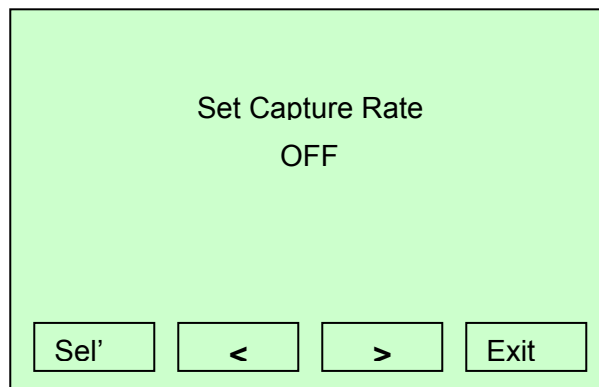 Set Capture Rate
OFF
Sel’ < > Exit